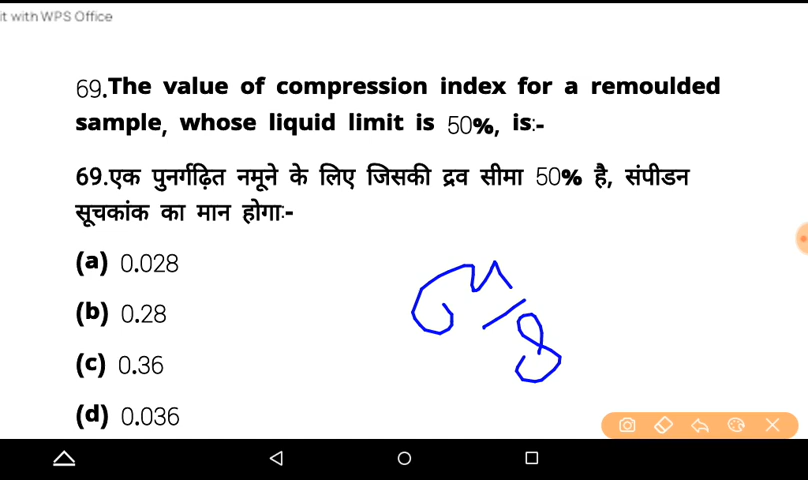 it with WPS Office
69.The value of compression index for a remoulded
sample, whose liquid limit is 50%, is:-
69.एक पुनर्गढ़ित नमूने के लिए जिसकी द्रव सीमा 50% है, संपीडन
सूचकांक का मान होगा:-
(a) 0.028
(b) 0.28
(c) 0.36
(d) 0.036